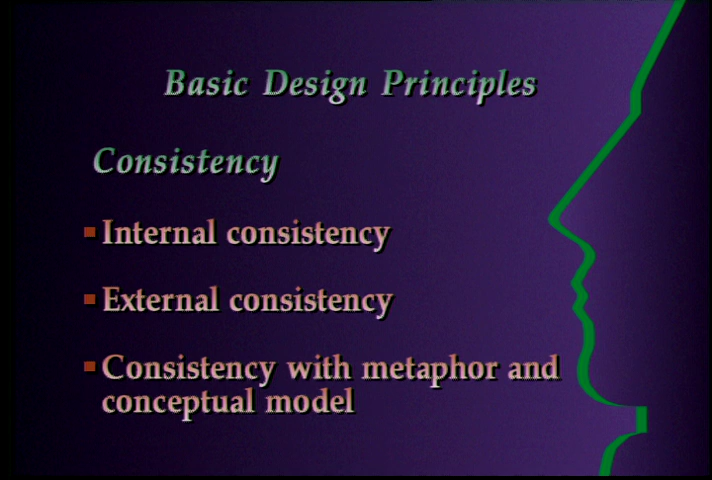 Basic Design Principles
Consistency
Internal consistency
External consistency
Consistency with metaphor and
conceptual model